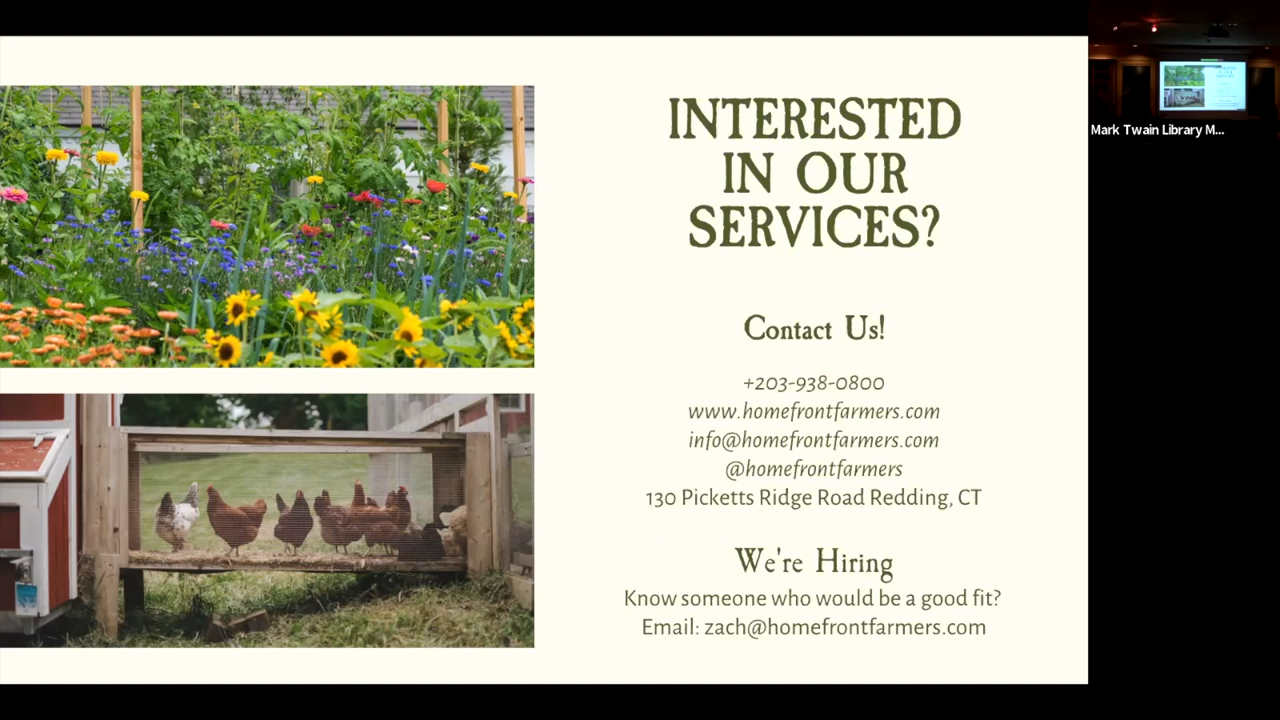 INTERESTED
IN OUR
SERVICES?
Contact Us!
+203-938-0800
www.homefrontfarmers.com
info@homefrontfarmers.com
@homefrontfarmers
130 Picketts Ridge Road Redding, CT
We're Hiring
Know someone who would be a good fit?
Email: zach@homefrontfarmers.com
Mark Twain Library M...